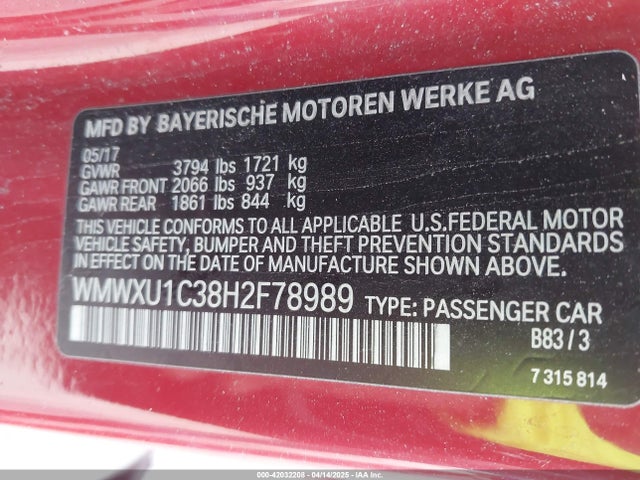 MFD BY BAYERISCHE MOTOREN WERKE AG
05/17
GVWR 3794 lbs 1721 kg
GAWR FRONT 2066 lbs 937 kg
GAWR REAR 1861 lbs 844 kg
THIS VEHICLE CONFORMS TO ALL APPLICABLE U.S.FEDERAL MOTOR
VEHICLE SAFETY, BUMPER AND THEFT PREVENTION STANDARDS
IN EFFECT ON THE DATE OF MANUFACTURE SHOWN ABOVE.
WMWXU1C38H2F78989 TYPE: PASSENGER CAR
B83 / 3
7 315 814
000-42032208 - 04/14/2025 - IAAI.COM